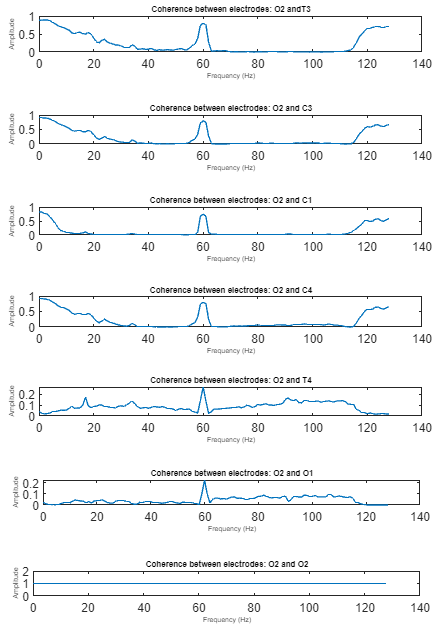 Coherence between electrodes: O2 andT3
Amplitude
1
0.5
0
0 20 40 60 80 100 120 140
Frequency (Hz)
Coherence between electrodes: O2 and C3
Amplitude
1
0.5
0
0 20 40 60 80 100 120 140
Frequency (Hz)
Coherence between electrodes: O2 and C1
Amplitude
1
0.5
0
0 20 40 60 80 100 120 140
Frequency (Hz)
Coherence between electrodes: O2 and C4
Amplitude
1
0.5
0
0 20 40 60 80 100 120 140
Frequency (Hz)
Coherence between electrodes: O2 and T4
Amplitude
0.2
0.1
0
0 20 40 60 80 100 120 140
Frequency (Hz)
Coherence between electrodes: O2 and O1
Amplitude
0.2
0.1
0
0 20 40 60 80 100 120 140
Frequency (Hz)
Coherence between electrodes: O2 and O2
Amplitude
2
1
0
0 20 40 60 80 100 120 140
Frequency (Hz)